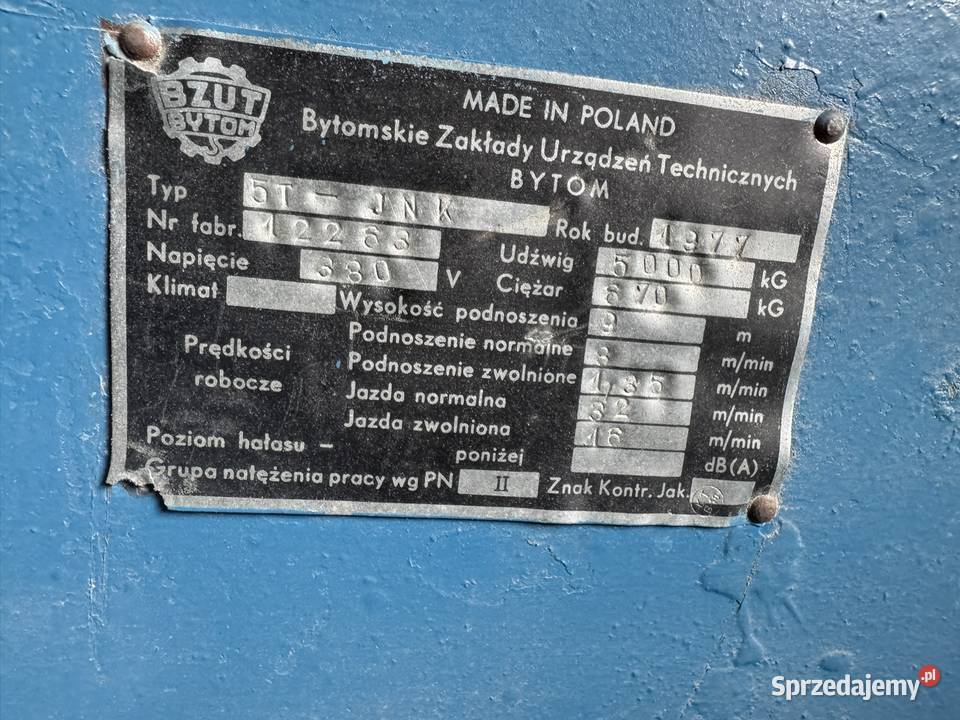 BZUT
BYTOM
MADE IN POLAND
Bytomskie Zakłady Urządzeń Technicznych
BYTOM
Typ 5T - JNK
Nr fabr. 12263 Rok bud. 1977
Napięcie 380 V Udźwig 5000 kG
Klimat Ciężar 670 kG
Wysokość podnoszenia 9 m
Prędkości robocze
Podnoszenie normalne 8 m/min
Podnoszenie zwolnione 1,35 m/min
Jazda normalna 32 m/min
Jazda zwolniona 16 m/min
Poziom hałasu - poniżej dB(A)
Grupa natężenia pracy wg PN II Znak Kontr. Jak.
Sprzedajemy.pl